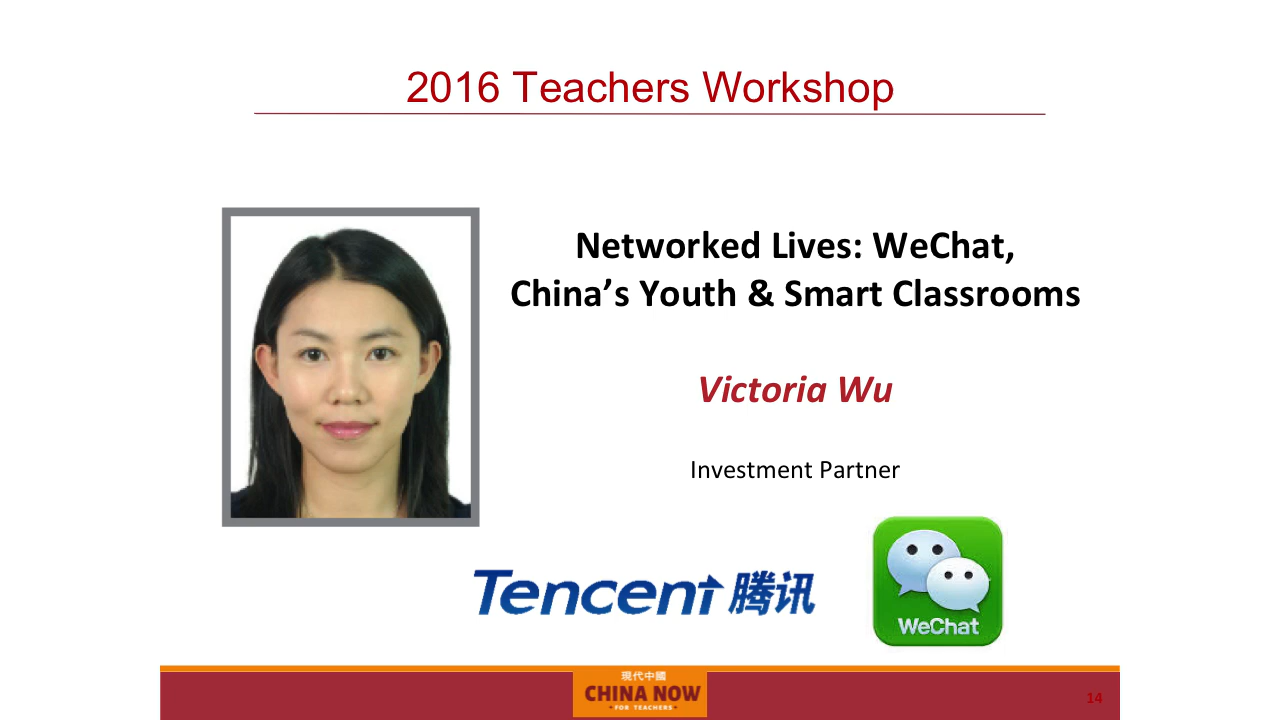 2016 Teachers Workshop
Networked Lives: WeChat,
China’s Youth & Smart Classrooms
Victoria Wu
Investment Partner
Tencent 腾讯
WeChat
現代中國
CHINA NOW
FOR TEACHERS
14